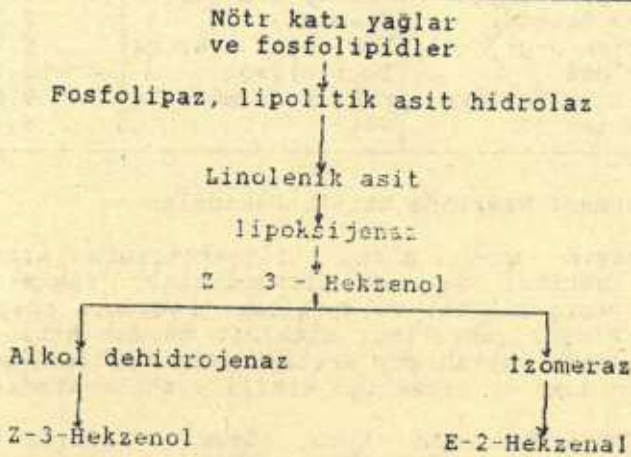 Nötr katı yağlar
ve fosfolipidler
Fosfolipaz, lipolitik asit hidrolaz
Linolenik asit
lipoksijenaz
Z - 3 - Hekzenol
Alkol dehidrojenaz
İzomeraz
Z-3-Hekzenol
E-2-Hekzenal